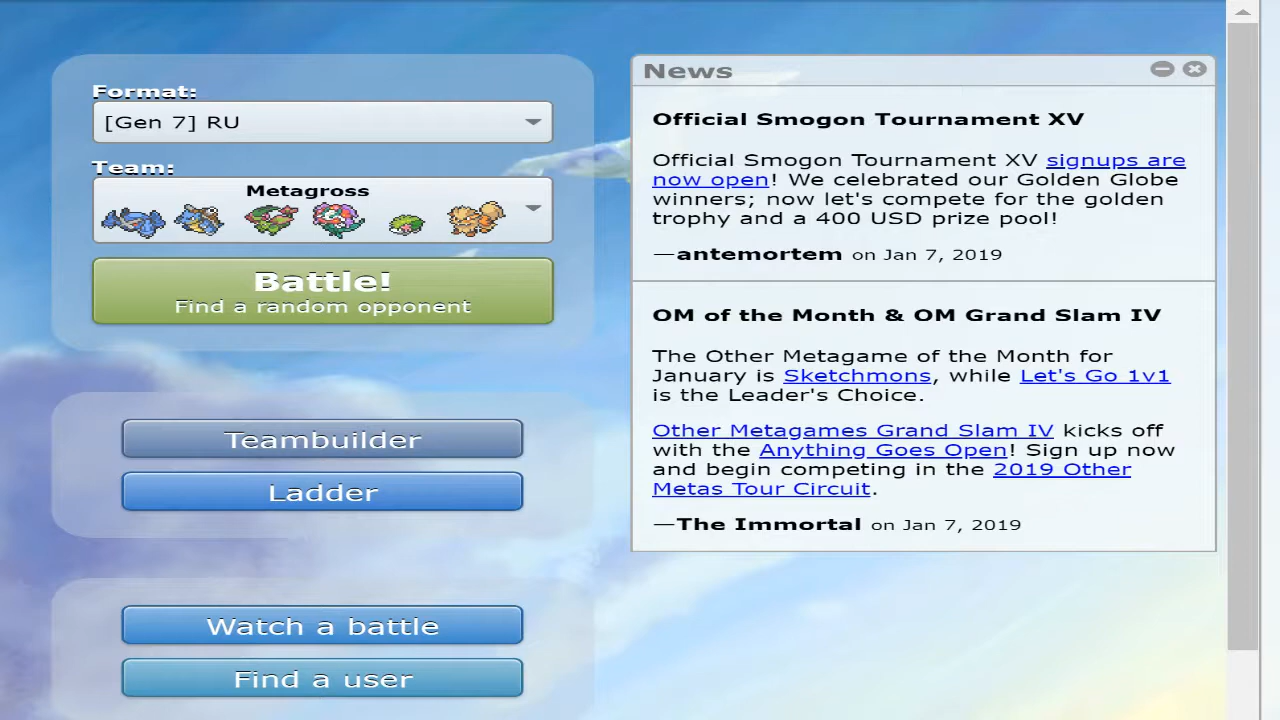 Format:
[Gen 7] RU
Team:
Metagross
Battle!
Find a random opponent
Teambuilder
Ladder
Watch a battle
Find a user
News
Official Smogon Tournament XV
Official Smogon Tournament XV signups are
now open! We celebrated our Golden Globe
winners; now let's compete for the golden
trophy and a 400 USD prize pool!
—antemortem on Jan 7, 2019
OM of the Month & OM Grand Slam IV
The Other Metagame of the Month for
January is Sketchmons, while Let's Go 1v1
is the Leader's Choice.
Other Metagames Grand Slam IV kicks off
with the Anything Goes Open! Sign up now
and begin competing in the 2019 Other
Metas Tour Circuit.
—The Immortal on Jan 7, 2019